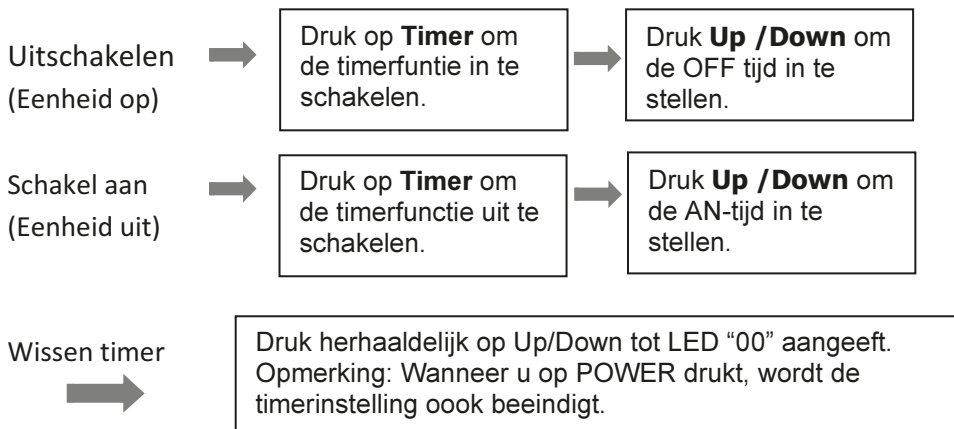 Uitschakelen
(Eenheid op)
Druk op Timer om
de timerfuntie in te
schakelen.
Druk Up /Down om
de OFF tijd in te
stellen.
Schakel aan
(Eenheid uit)
Druk op Timer om
de timerfunctie uit te
schakelen.
Druk Up /Down om
de AN-tijd in te
stellen.
Wissen timer
Druk herhaaldelijk op Up/Down tot LED “00” aangeeft.
Opmerking: Wanneer u op POWER drukt, wordt de
timerinstelling oook beeindigt.